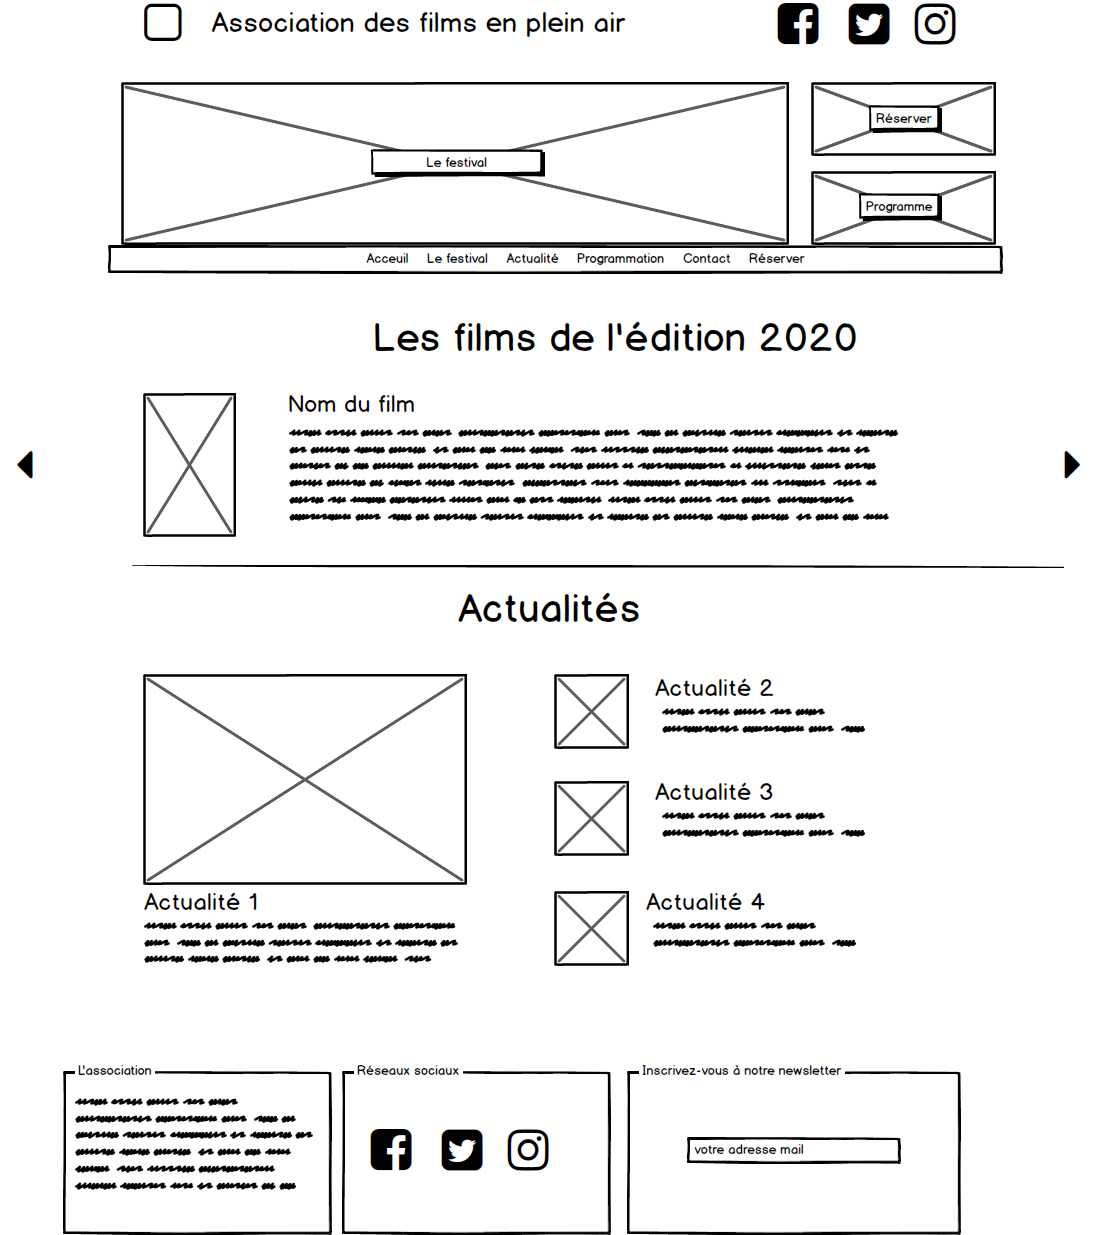 Association des films en plein air
Réserver
Le festival
Programme
Acceuil Le festival Actualité Programmation Contact Réserver
Les films de l'édition 2020
Nom du film
Actualités
Actualité 2
Actualité 3
Actualité 1
Actualité 4
L'association
Réseaux sociaux
Inscrivez-vous à notre newsletter
votre adresse mail